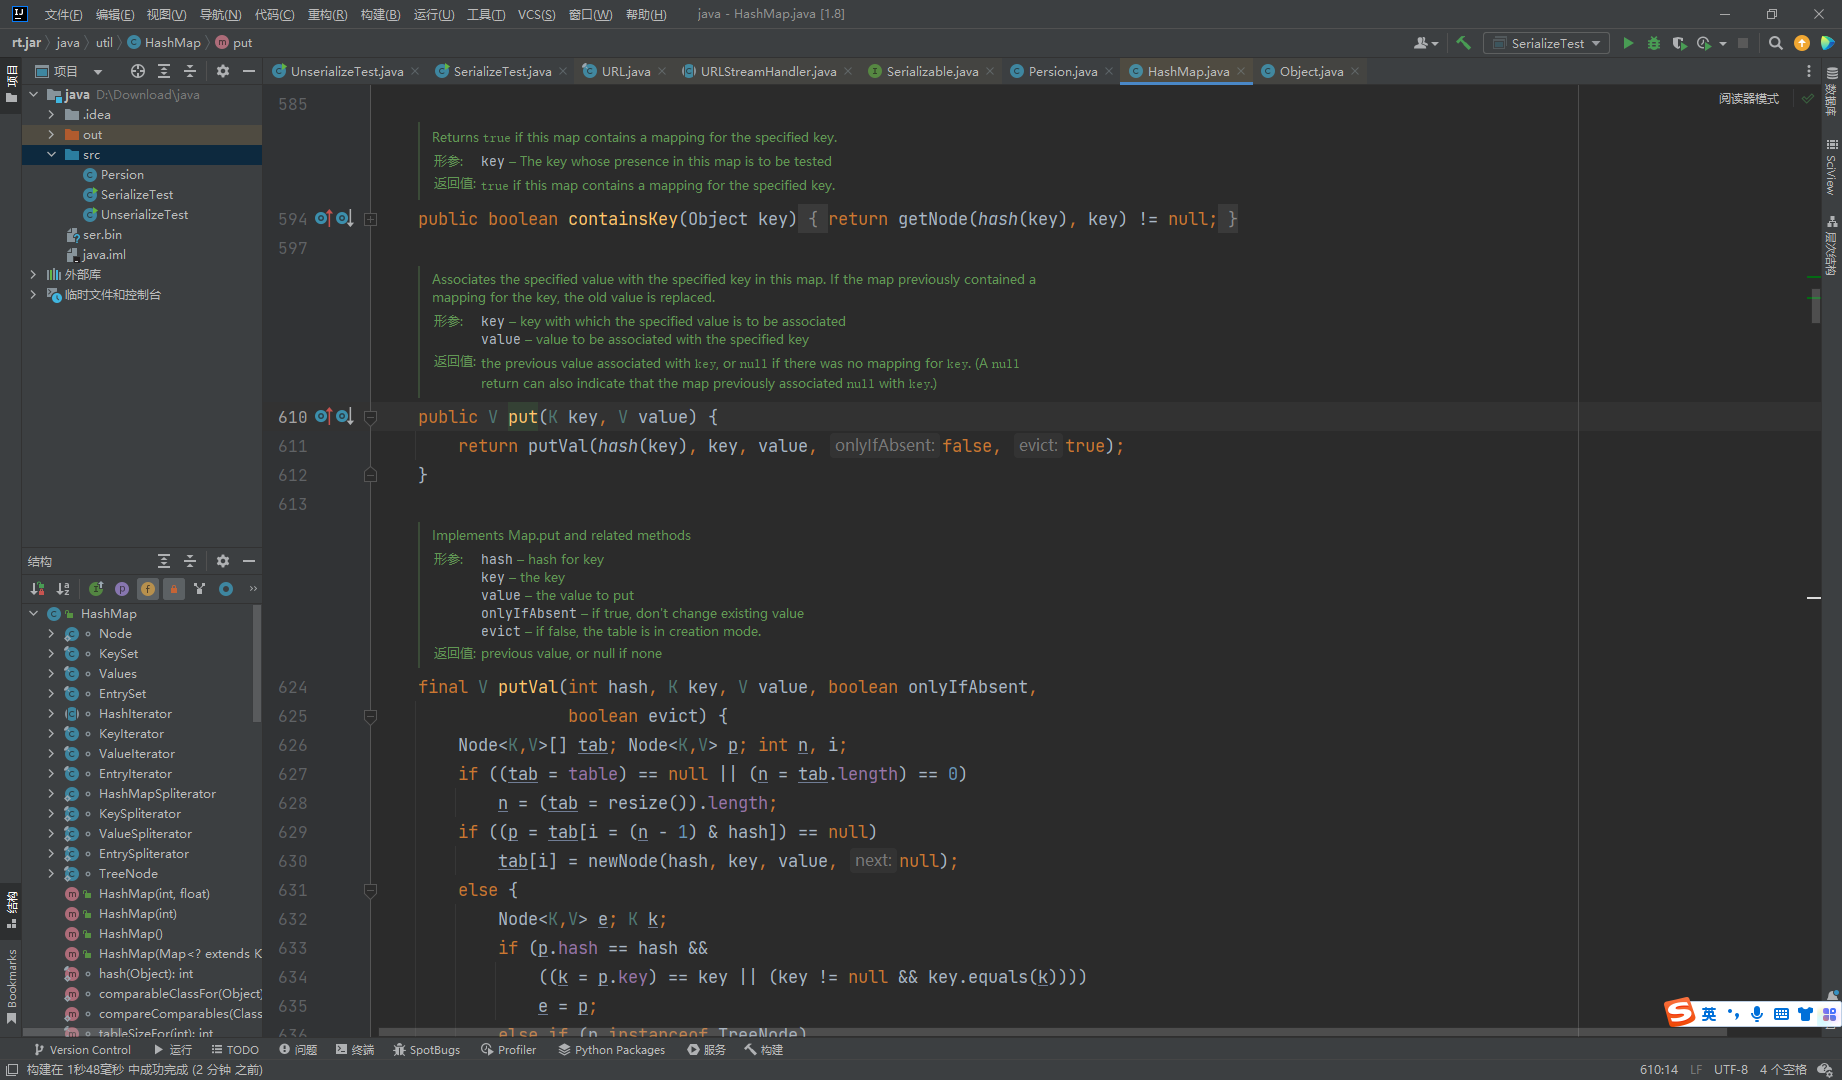 文件(F) 编辑(E) 视图(V) 导航(N) 代码(C) 重构(R) 构建(B) 运行(U) 工具(T) VCS(S) 窗口(W) 帮助(H) java - HashMap.java [1.8]
rt.jar java util HashMap put SerializeTest
项目 UnserializeTest.java SerializeTest.java URL.java URLStreamHandler.java Serializable.java Persion.java HashMap.java Object.java
项目
java D:\Download\java
.idea
out
src
Persion
SerializeTest
UnserializeTest
ser.bin
java.iml
外部库
临时文件和控制台
结构
HashMap
Node
KeySet
Values
EntrySet
HashIterator
KeyIterator
ValueIterator
EntryIterator
HashMapSpliterator
KeySpliterator
ValueSpliterator
EntrySpliterator
TreeNode
HashMap(int, float)
HashMap(int)
HashMap()
HashMap(Map<? extends K
hash(Object): int
comparableClassFor(Object)
compareComparables(Class
tableSizeFor(int): int
结构
Bookmarks
阅读器模式
585
Returns true if this map contains a mapping for the specified key.
形参: key – The key whose presence in this map is to be tested
返回值: true if this map contains a mapping for the specified key.
594 public boolean containsKey(Object key) { return getNode(hash(key), key) != null; }
597
Associates the specified value with the specified key in this map. If the map previously contained a
mapping for the key, the old value is replaced.
形参: key – key with which the specified value is to be associated
value – value to be associated with the specified key
返回值: the previous value associated with key, or null if there was no mapping for key. (A null
return can also indicate that the map previously associated null with key.)
610 public V put(K key, V value) {
611 return putVal(hash(key), key, value, onlyIfAbsent: false, evict: true);
612 }
613
Implements Map.put and related methods
形参: hash – hash for key
key – the key
value – the value to put
onlyIfAbsent – if true, don't change existing value
evict – if false, the table is in creation mode.
返回值: previous value, or null if none
624 final V putVal(int hash, K key, V value, boolean onlyIfAbsent,
625 boolean evict) {
626 Node<K,V>[] tab; Node<K,V> p; int n, i;
627 if ((tab = table) == null || (n = tab.length) == 0)
628 n = (tab = resize()).length;
629 if ((p = tab[i = (n - 1) & hash]) == null)
630 tab[i] = newNode(hash, key, value, next: null);
631 else {
632 Node<K,V> e; K k;
633 if (p.hash == hash &&
634 ((k = p.key) == key || (key != null && key.equals(k))))
635 e = p;
636 else if (p instanceof TreeNode)
数据库
SciView
层次结构
英
Version Control 运行 TODO 问题 终端 SpotBugs Profiler Python Packages 服务 构建
构建在 1秒48毫秒 中成功完成 (2 分钟 之前) 610:14 LF UTF-8 4 个空格